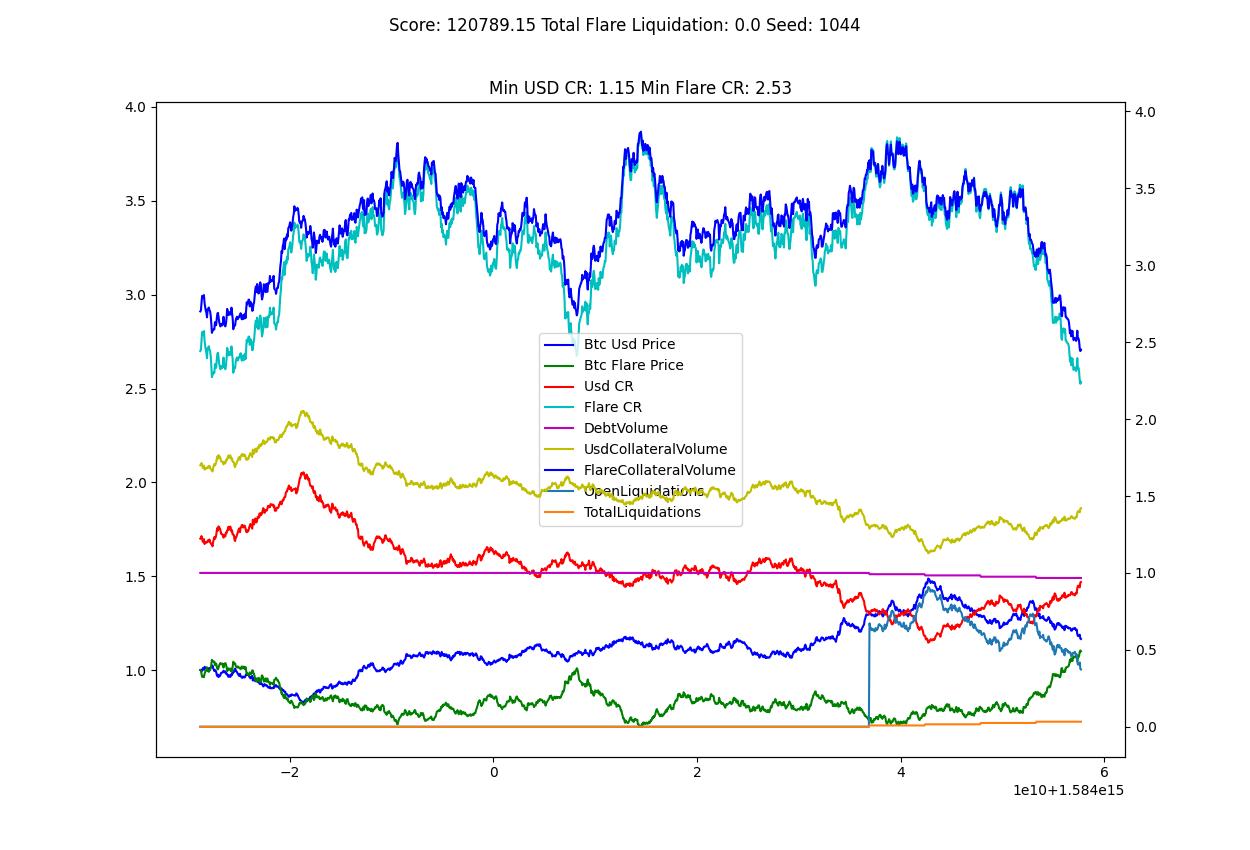 Score: 120789.15 Total Flare Liquidation: 0.0 Seed: 1044
Min USD CR: 1.15 Min Flare CR: 2.53
4.0
3.5
3.0
2.5
2.0
1.5
1.0
4.0
3.5
3.0
2.5
2.0
1.5
1.0
0.5
0.0
Btc Usd Price
Btc Flare Price
Usd CR
Flare CR
DebtVolume
UsdCollateralVolume
FlareCollateralVolume
OpenLiquidations
TotalLiquidations
−2
0
2
4
6
1e10+1.584e15